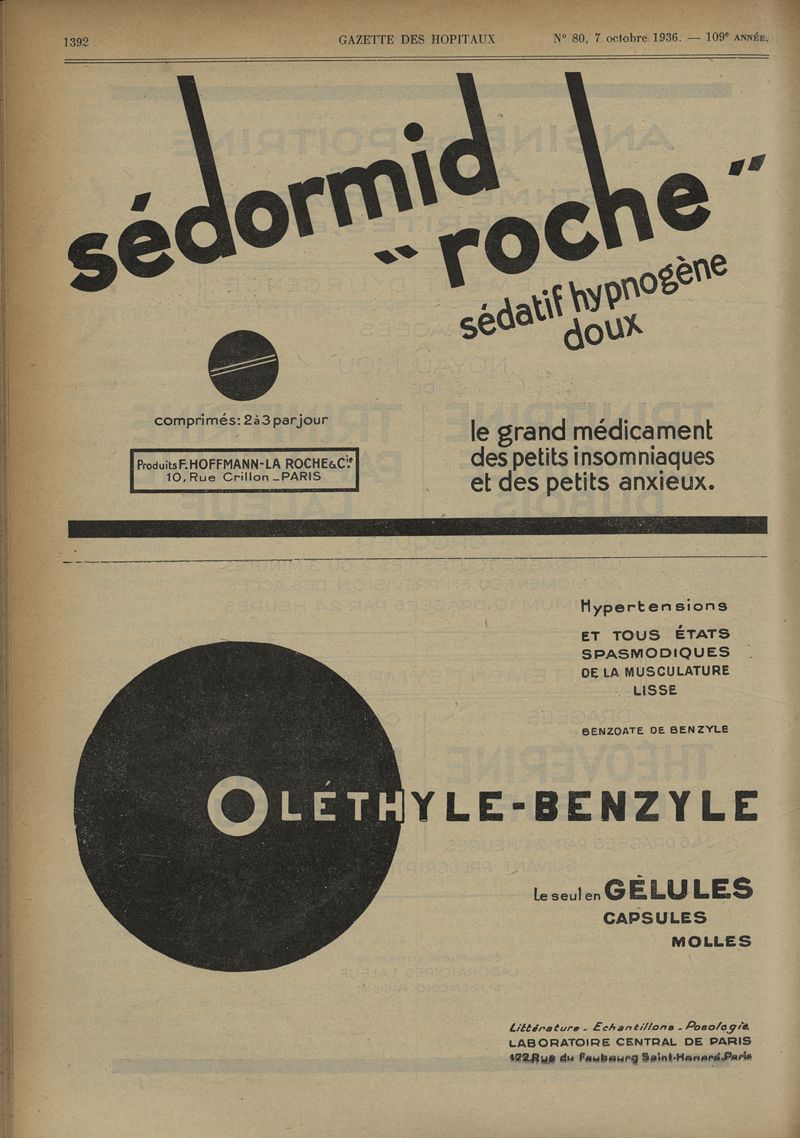 1392
GAZETTE DES HOPITAUX
N° 80, 7 octobre 1936. — 109e ANNÉE.
sédormid
"roche"
sédatif hypnogène
doux
comprimés: 2 à 3 par jour
Produits F. HOFFMANN-LA ROCHE & Cie
10, Rue Crillon _ PARIS
le grand médicament
des petits insomniaques
et des petits anxieux.
Hypertensions
ET TOUS ÉTATS
SPASMODIQUES
DE LA MUSCULATURE
LISSE
BENZOATE DE BENZYLE
OLÉTHYLE-BENZYLE
Le seul en GÉLULES
CAPSULES
MOLLES
Littérature _ Echantillons _ Posologie.
LABORATOIRE CENTRAL DE PARIS
122 Rue du Faubourg Saint-Honoré. Paris